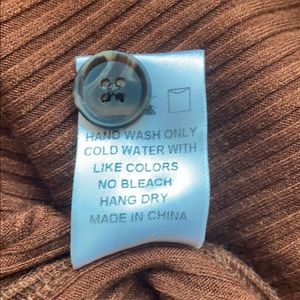 HAND WASH ONLY
COLD WATER WITH
LIKE COLORS
NO BLEACH
HANG DRY
MADE IN CHINA